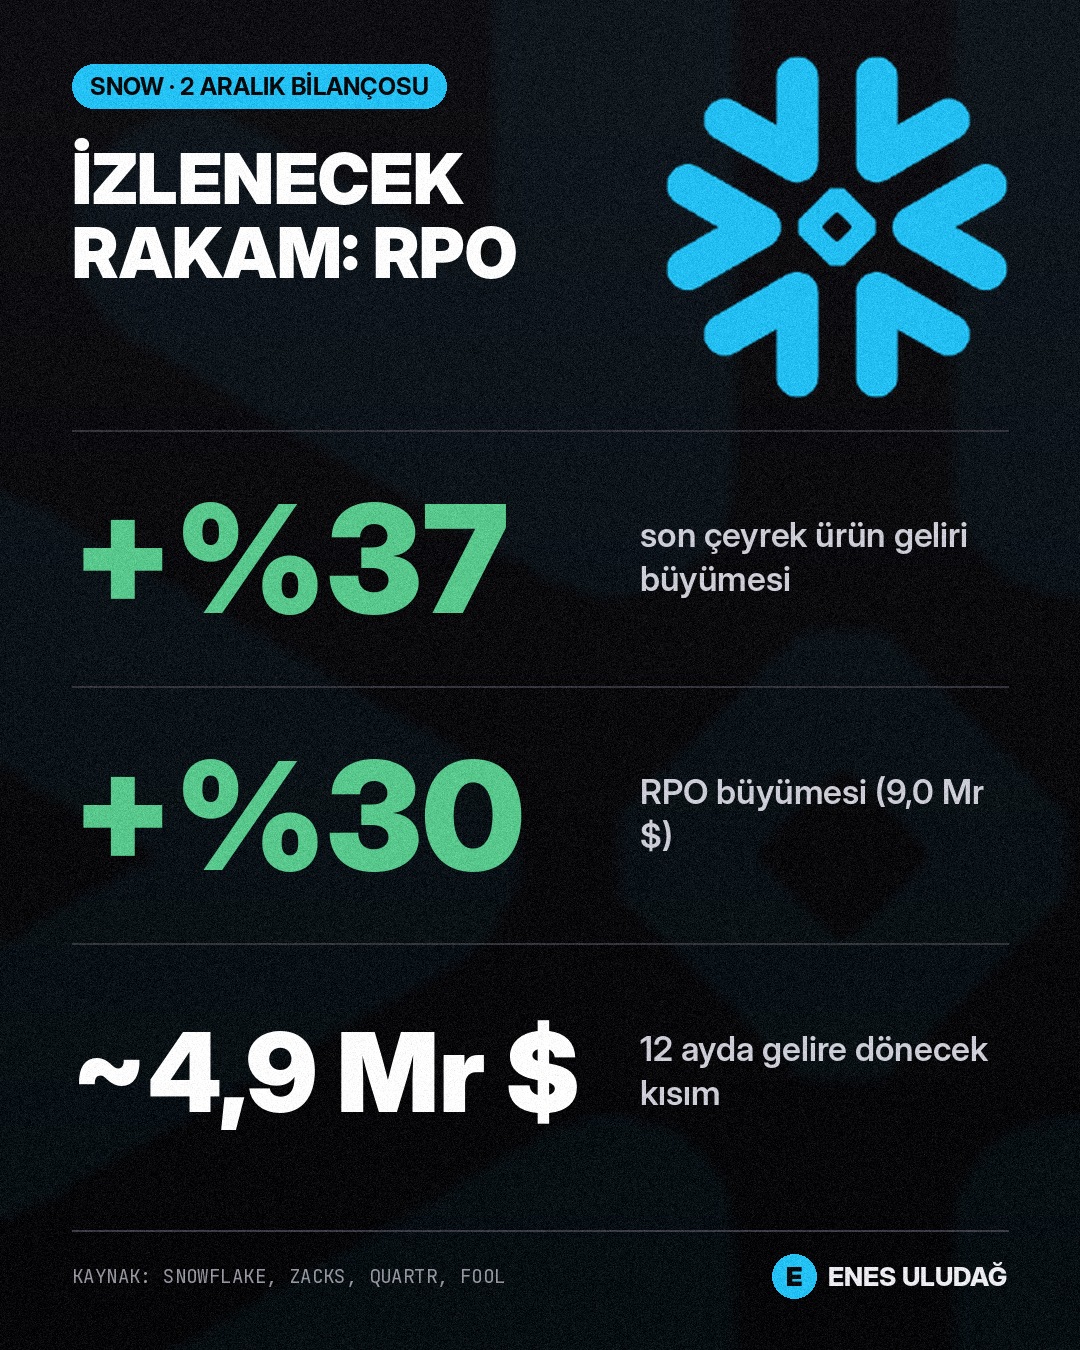 SNOW · 2 ARALIK BİLANÇOSU
İZLENECEK
RAKAM: RPO
+%37
son çeyrek ürün geliri
büyümesi
+%30
RPO büyümesi (9,0 Mr
$)
~4,9 Mr $
12 ayda gelire dönecek
kısım
KAYNAK: SNOWFLAKE, ZACKS, QUARTR, FOOL
E ENES ULUDAĞ